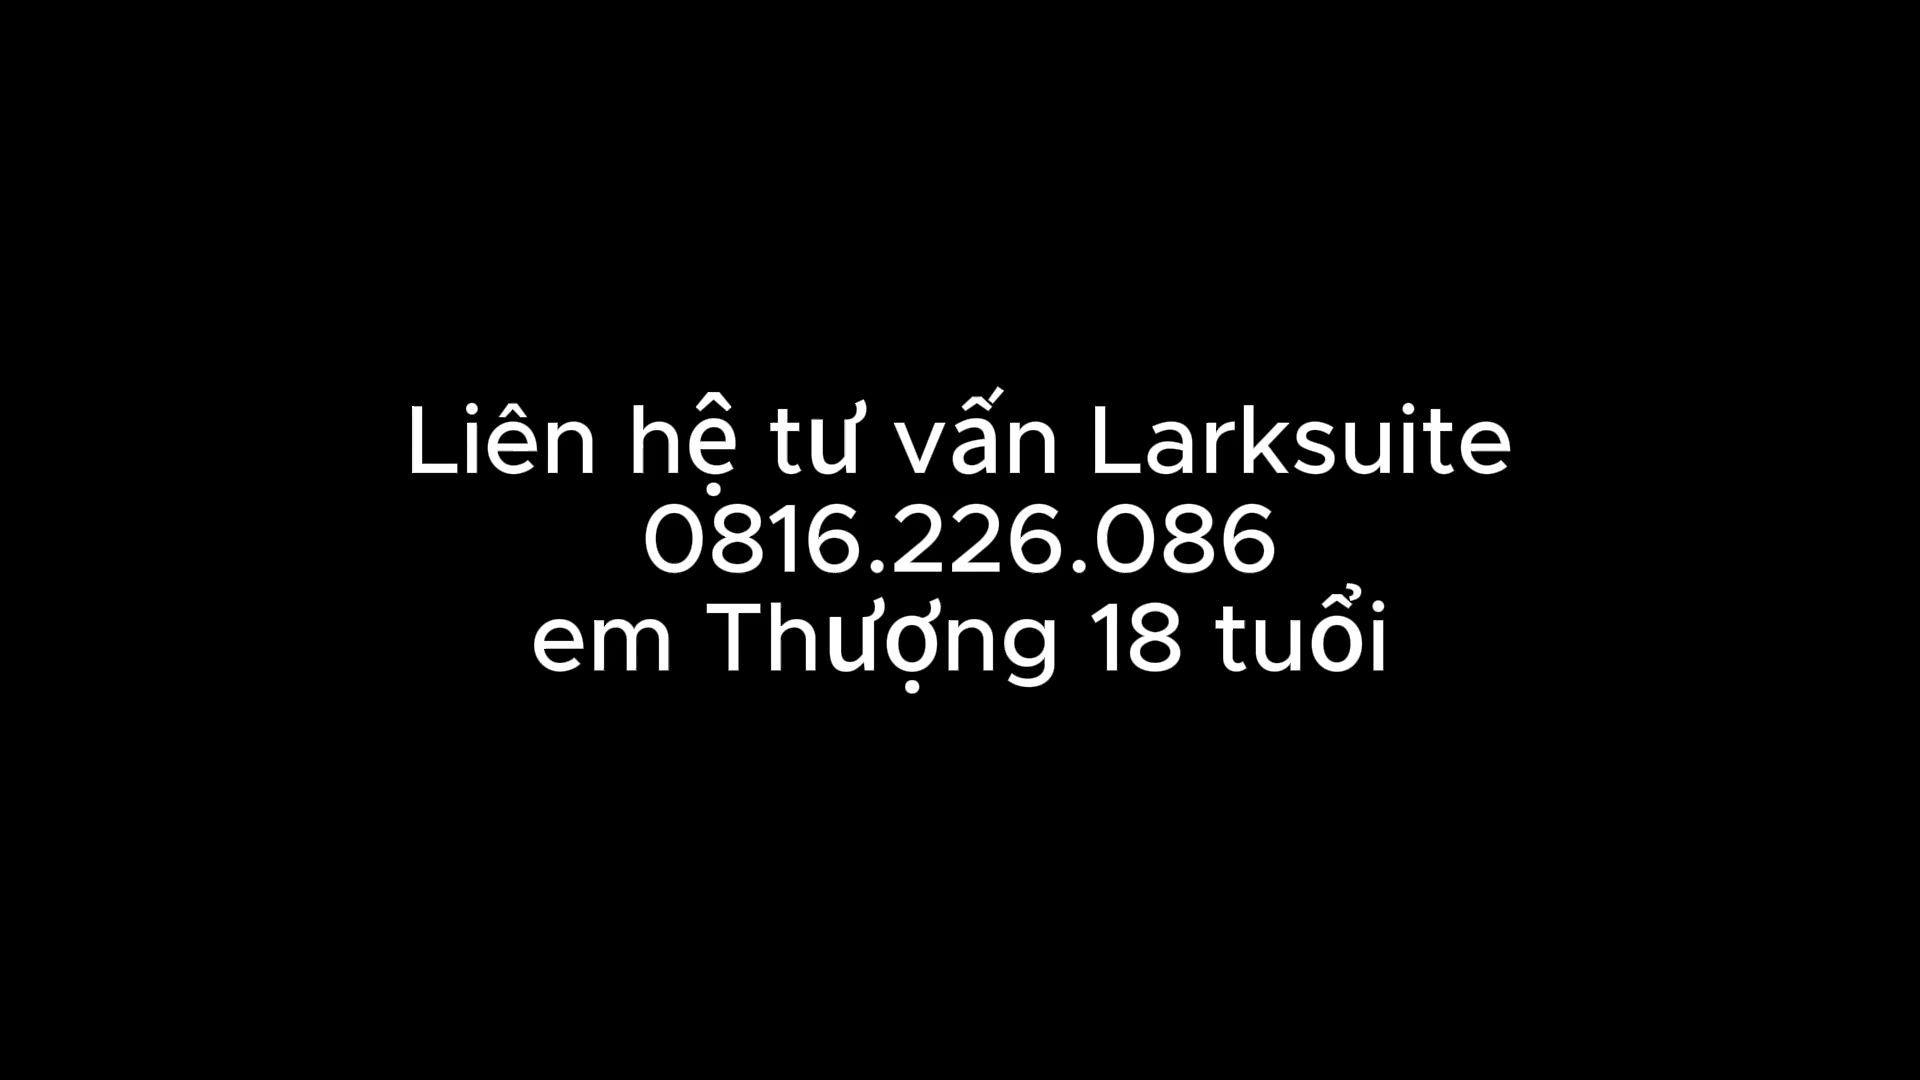 Liên hệ tư vấn Larksuite
0816.226.086
em Thượng 18 tuổi